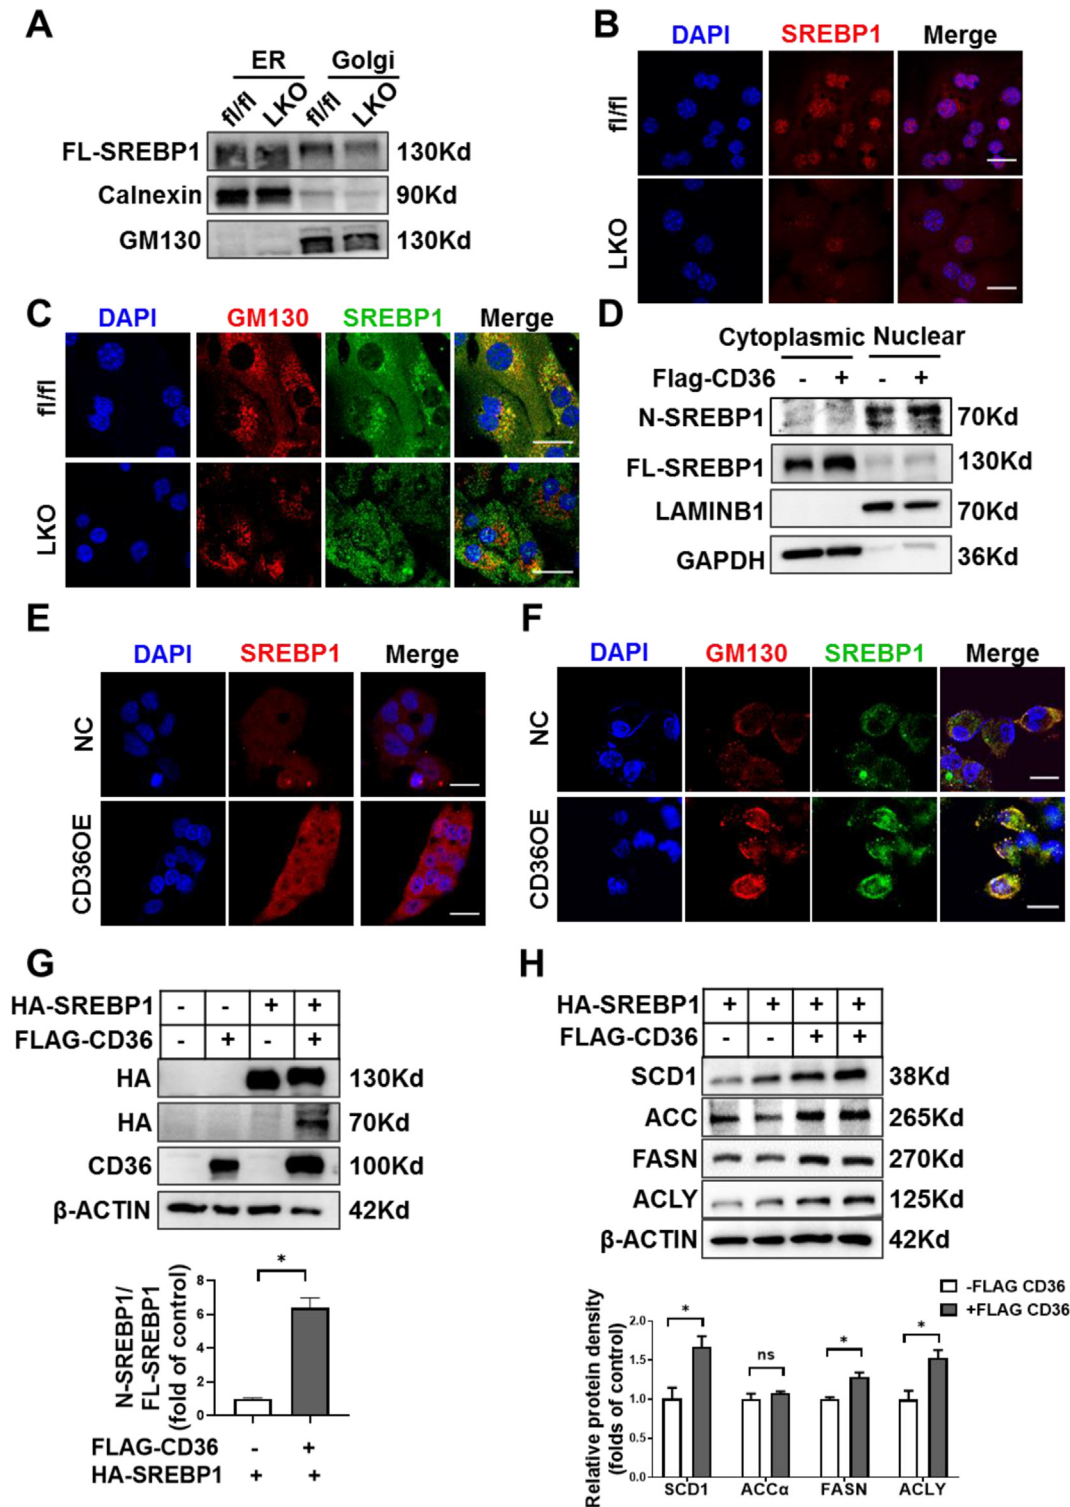 A
ER Golgi
fl/fl LKO fl/fl LKO
FL-SREBP1 130Kd
Calnexin 90Kd
GM130 130Kd
B
DAPI SREBP1 Merge
fl/fl
LKO
C
DAPI GM130 SREBP1 Merge
fl/fl
LKO
D
Cytoplasmic Nuclear
Flag-CD36 - + - +
N-SREBP1 70Kd
FL-SREBP1 130Kd
LAMINB1 70Kd
GAPDH 36Kd
E
DAPI SREBP1 Merge
NC
CD36OE
F
DAPI GM130 SREBP1 Merge
NC
CD36OE
G
HA-SREBP1 - - + +
FLAG-CD36 - + - +
HA 130Kd
HA 70Kd
CD36 100Kd
β-ACTIN 42Kd
N-SREBP1/
FL-SREBP1
(fold of control)
8
6
4
2
0
*
FLAG-CD36 - +
HA-SREBP1 + +
H
HA-SREBP1 + + + +
FLAG-CD36 - - + +
SCD1 38Kd
ACC 265Kd
FASN 270Kd
ACLY 125Kd
β-ACTIN 42Kd
-FLAG CD36
+FLAG CD36
Relative protein density
(folds of control)
2.0
1.5
1.0
0.5
0.0
* ns * *
SCD1 ACCα FASN ACLY